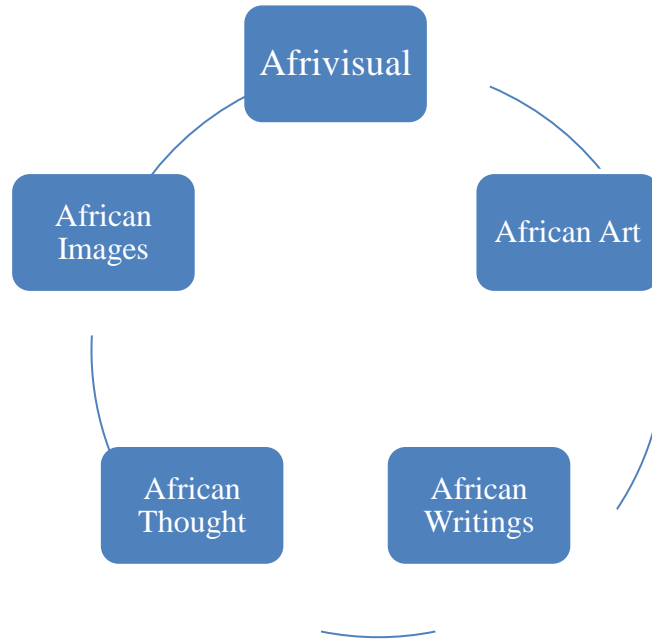 Afrivisual
African Art
African
Writings
African
Thought
African
Images